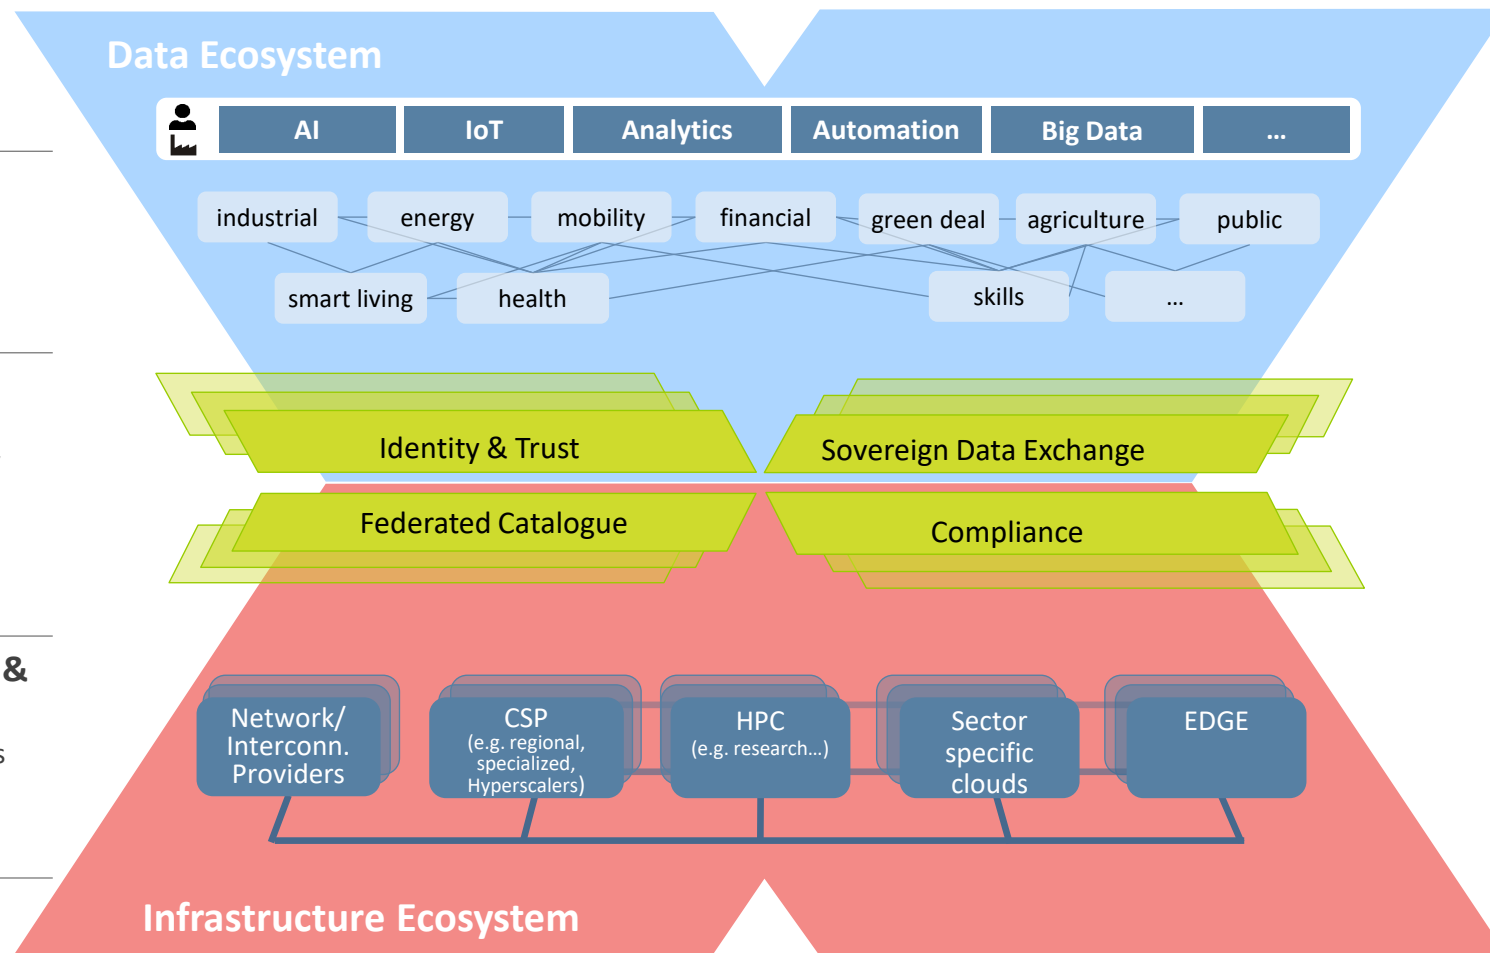 Data Ecosystem
AI
IoT
Analytics
Automation
Big Data
...
industrial
energy
mobility
financial
green deal
agriculture
public
smart living
health
skills
...
Identity & Trust
Sovereign Data Exchange
Federated Catalogue
Compliance
&
s
Network/
Interconn.
Providers
CSP
(e.g. regional,
specialized,
Hyperscalers)
HPC
(e.g. research...)
Sector
specific
clouds
EDGE
Infrastructure Ecosystem